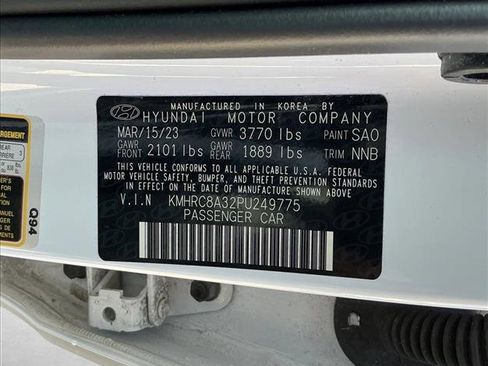 MANUFACTURED IN KOREA BY
HYUNDAI MOTOR COMPANY
MAR/15/23 GVWR 3770 lbs PAINT SAO
GAWR FRONT 2101 lbs GAWR REAR 1889 lbs TRIM NNB
THIS VEHICLE CONFORMS TO ALL APPLICABLE U.S.A. FEDERAL
MOTOR VEHICLE SAFETY, BUMPER, AND THEFT PREVENTION
STANDARDS IN EFFECT ON THE DATE OF MANUFACTURE SHOWN ABOVE
V.I.N KMHRC8A32PU249775
PASSENGER CAR
REAR
3
Q94